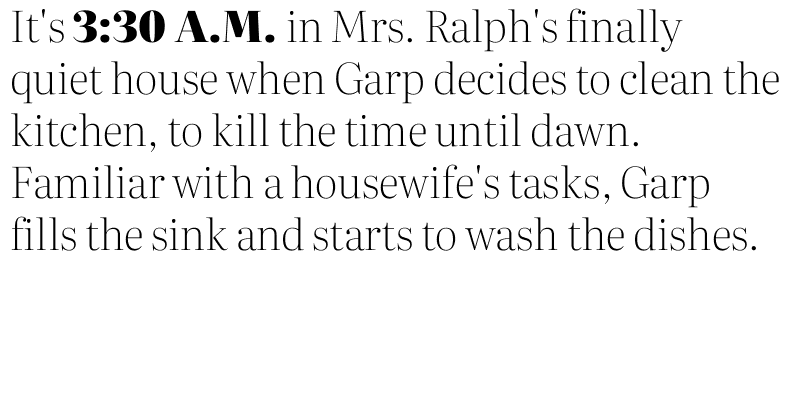 It's 3:30 A.M. in Mrs. Ralph's finally
quiet house when Garp decides to clean the
kitchen, to kill the time until dawn.
Familiar with a housewife's tasks, Garp
fills the sink and starts to wash the dishes.